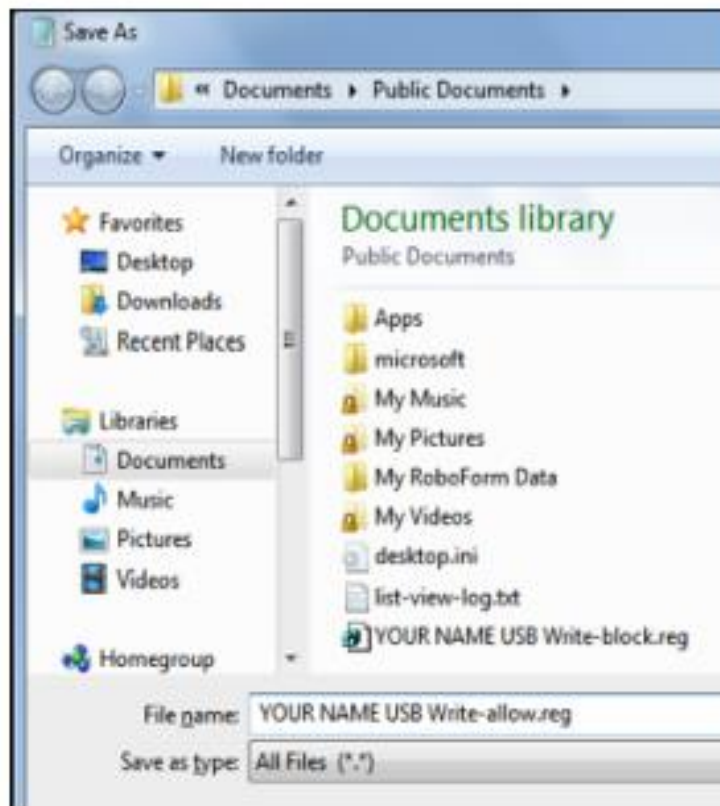 Save As
« Documents ▸ Public Documents ▸
Organize ▾ New folder
Favorites
Desktop
Downloads
Recent Places
Libraries
Documents
Music
Pictures
Videos
Homegroup
Documents library
Public Documents
Apps
microsoft
My Music
My Pictures
My RoboForm Data
My Videos
desktop.ini
list-view-log.txt
YOUR NAME USB Write-block.reg
File name: YOUR NAME USB Write-allow.reg
Save as type: All Files (*.*)